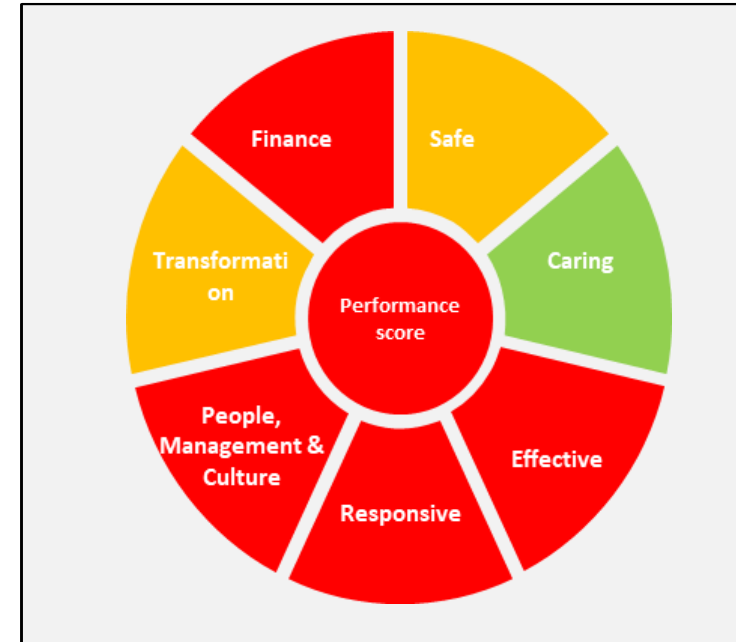 Finance
Safe
Transformati
on
Caring
Performance
score
People,
Management &
Culture
Effective
Responsive